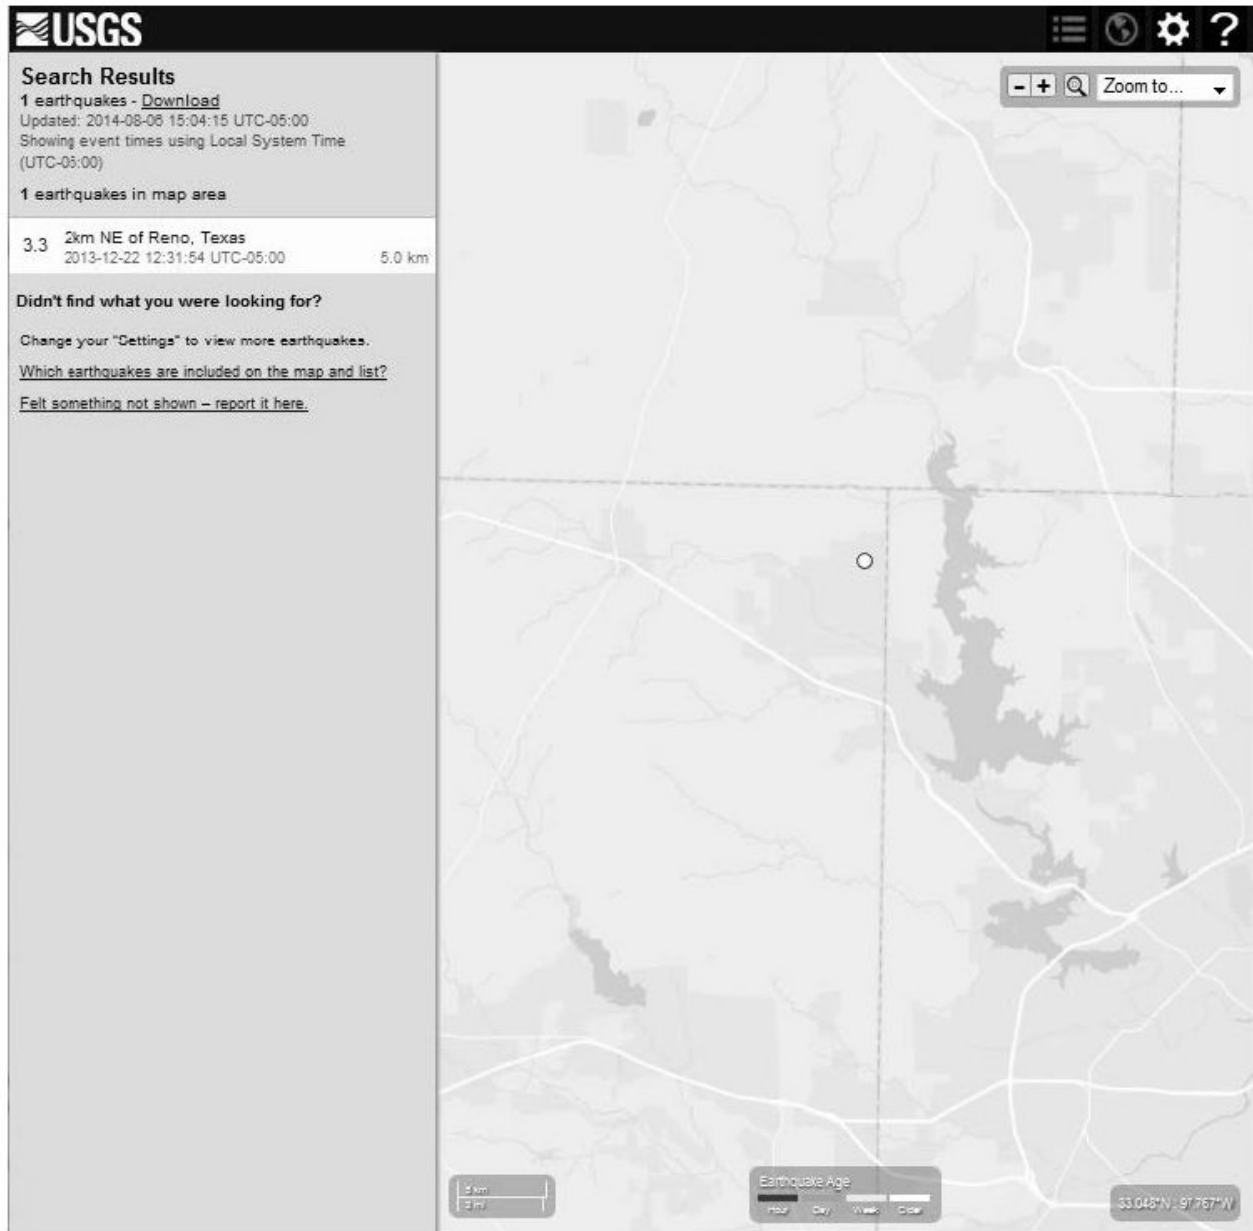 USGS
Search Results
1 earthquakes - Download
Updated: 2014-08-06 15:04:15 UTC-05:00
Showing event times using Local System Time
(UTC-05:00)
1 earthquakes in map area
3.3 2km NE of Reno, Texas
2013-12-22 12:31:54 UTC-05:00 5.0 km
Didn't find what you were looking for?
Change your "Settings" to view more earthquakes.
Which earthquakes are included on the map and list?
Felt something not shown – report it here.
Zoom to...
5 km
Earthquake Age
Hour Day Week Older
33.048°N : 97.767°W